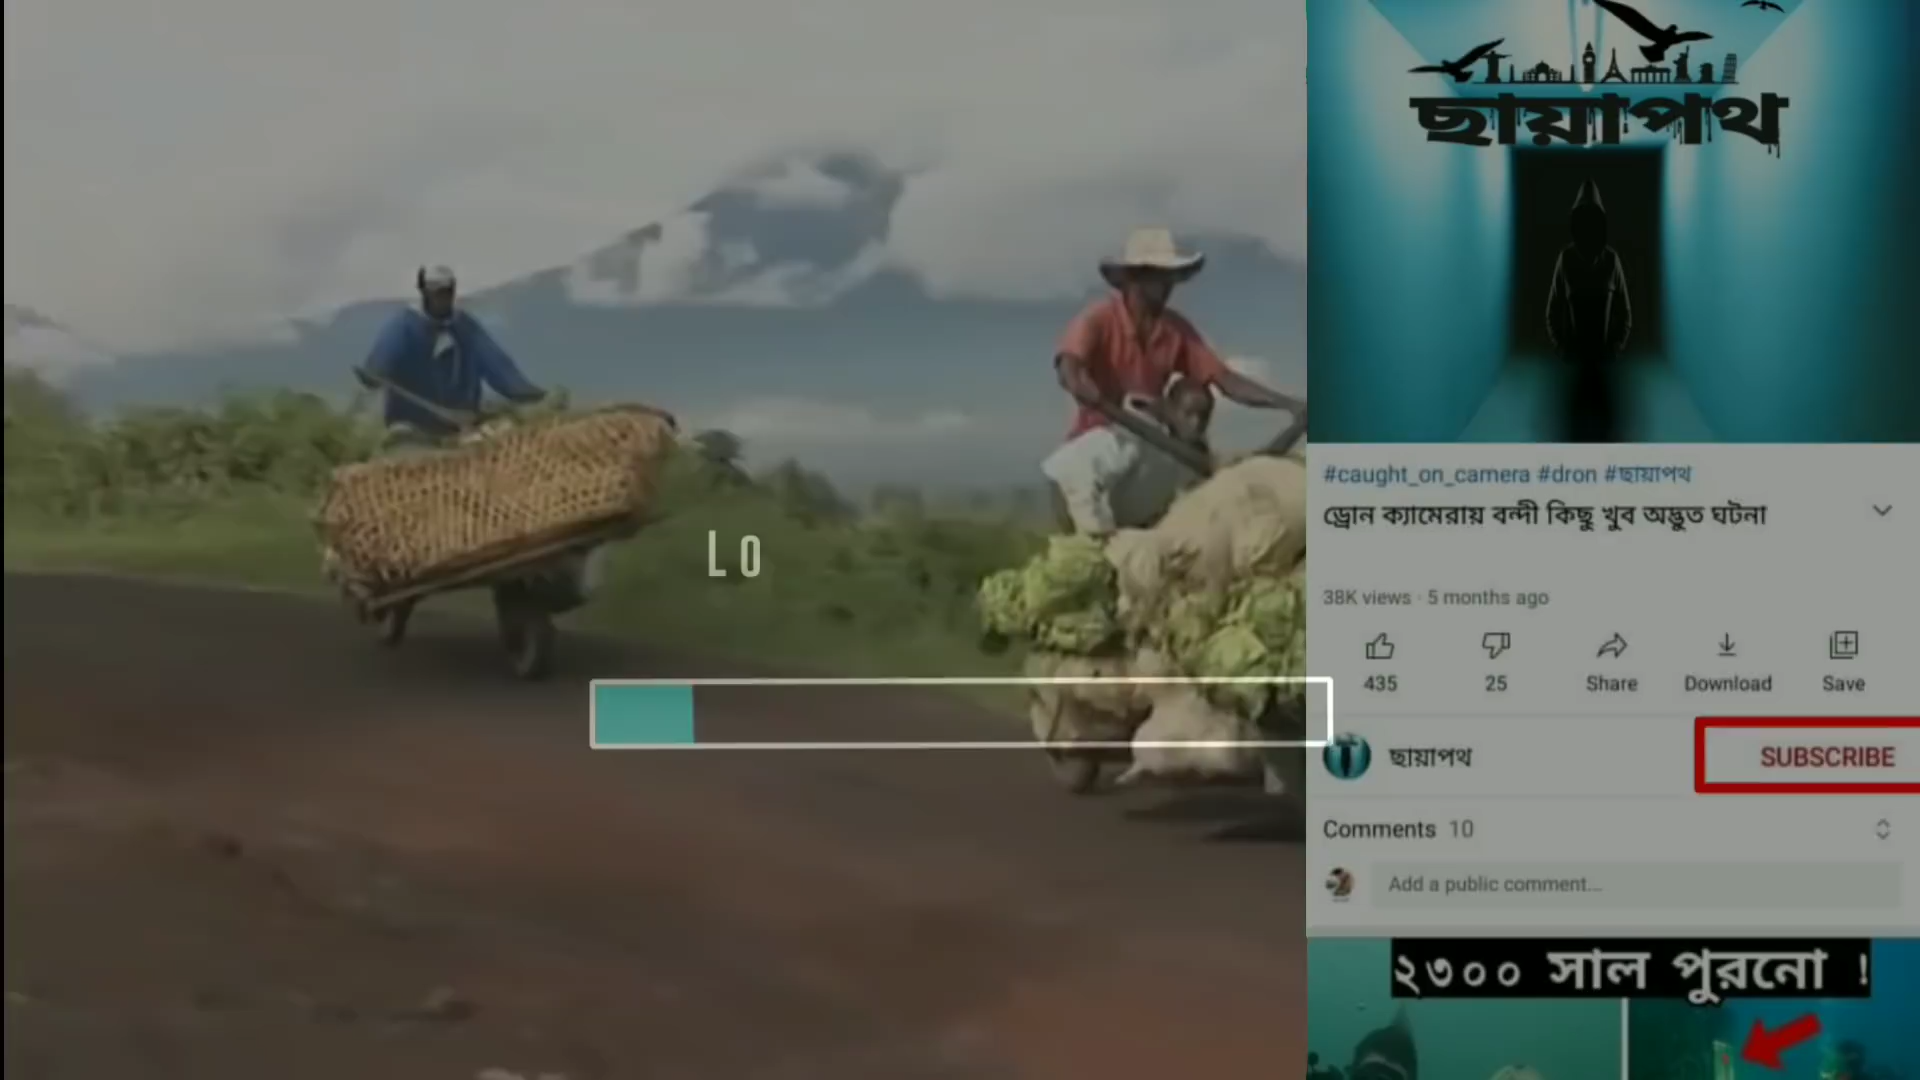 LO
ছায়াপথ
#caught_on_camera #dron #ছায়াপথ
ড্রোন ক্যামেরায় বন্দী কিছু খুব অদ্ভুত ঘটনা
38K views · 5 months ago
435
25
Share
Download
Save
ছায়াপথ
SUBSCRIBE
Comments 10
Add a public comment...
২৩০০ সাল পুরনো !